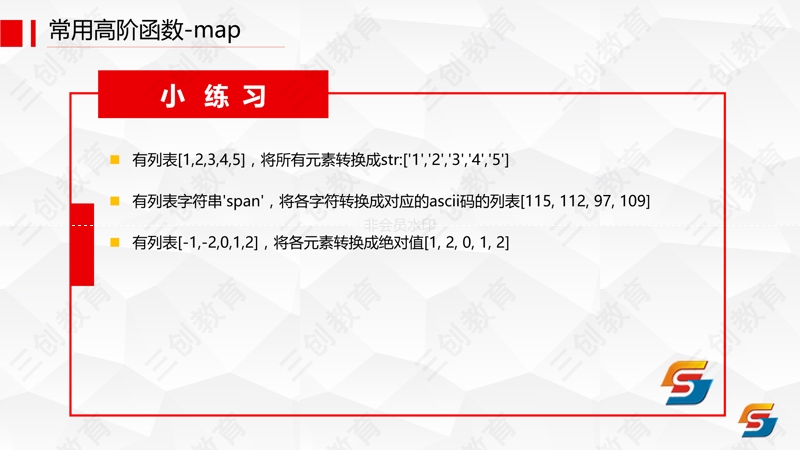 常用高阶函数-map
小 练 习
有列表[1,2,3,4,5]，将所有元素转换成str:['1','2','3','4','5']
有列表字符串'span'，将各字符转换成对应的ascii码的列表[115, 112, 97, 109]
非会员水印
有列表[-1,-2,0,1,2]，将各元素转换成绝对值[1, 2, 0, 1, 2]
三创教育
三创教育
三创教育
三创教育
三创教育
三创教育